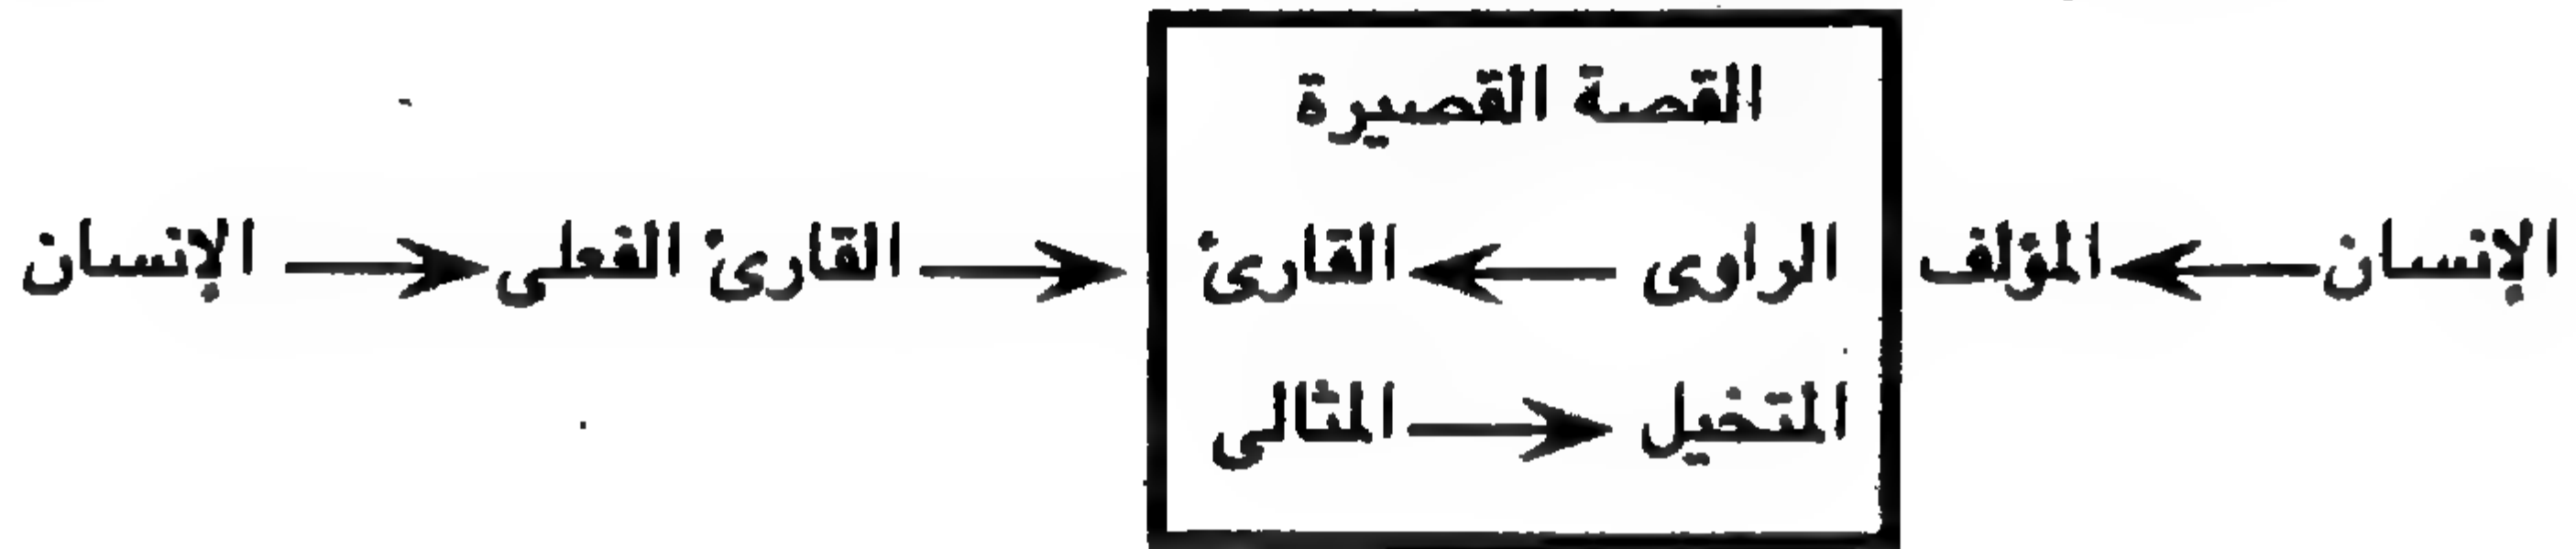 القصة القصيرة
الإنسان المؤلف الراوى القارئ القارئ الفعلى الإنسان
المتخيل المثالى